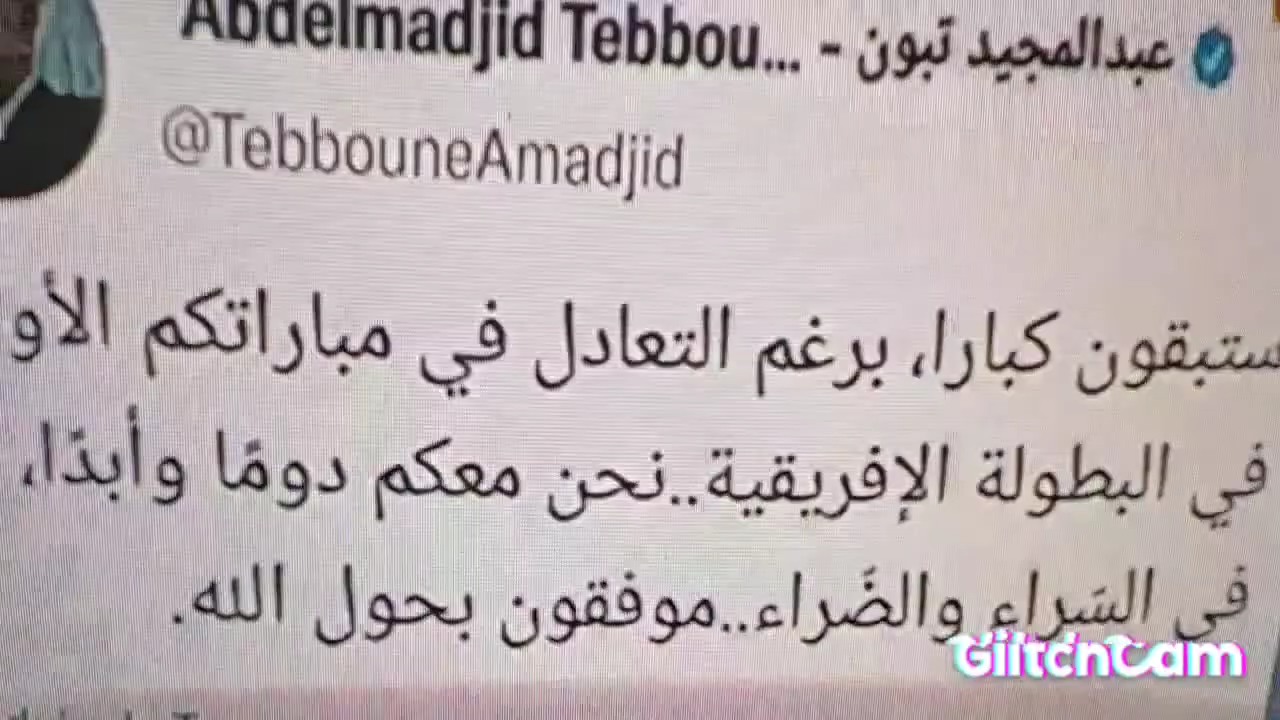 Abdelmadjid Tebbou... - عبدالمجيد تبون
@TebbouneAmadjid
ستبقون كبارا، برغم التعادل في مباراتكم الأو
في البطولة الإفريقية..نحن معكم دومًا وأبدًا،
في السَراء والضَراء..موفقون بحول الله.
GlitchCam